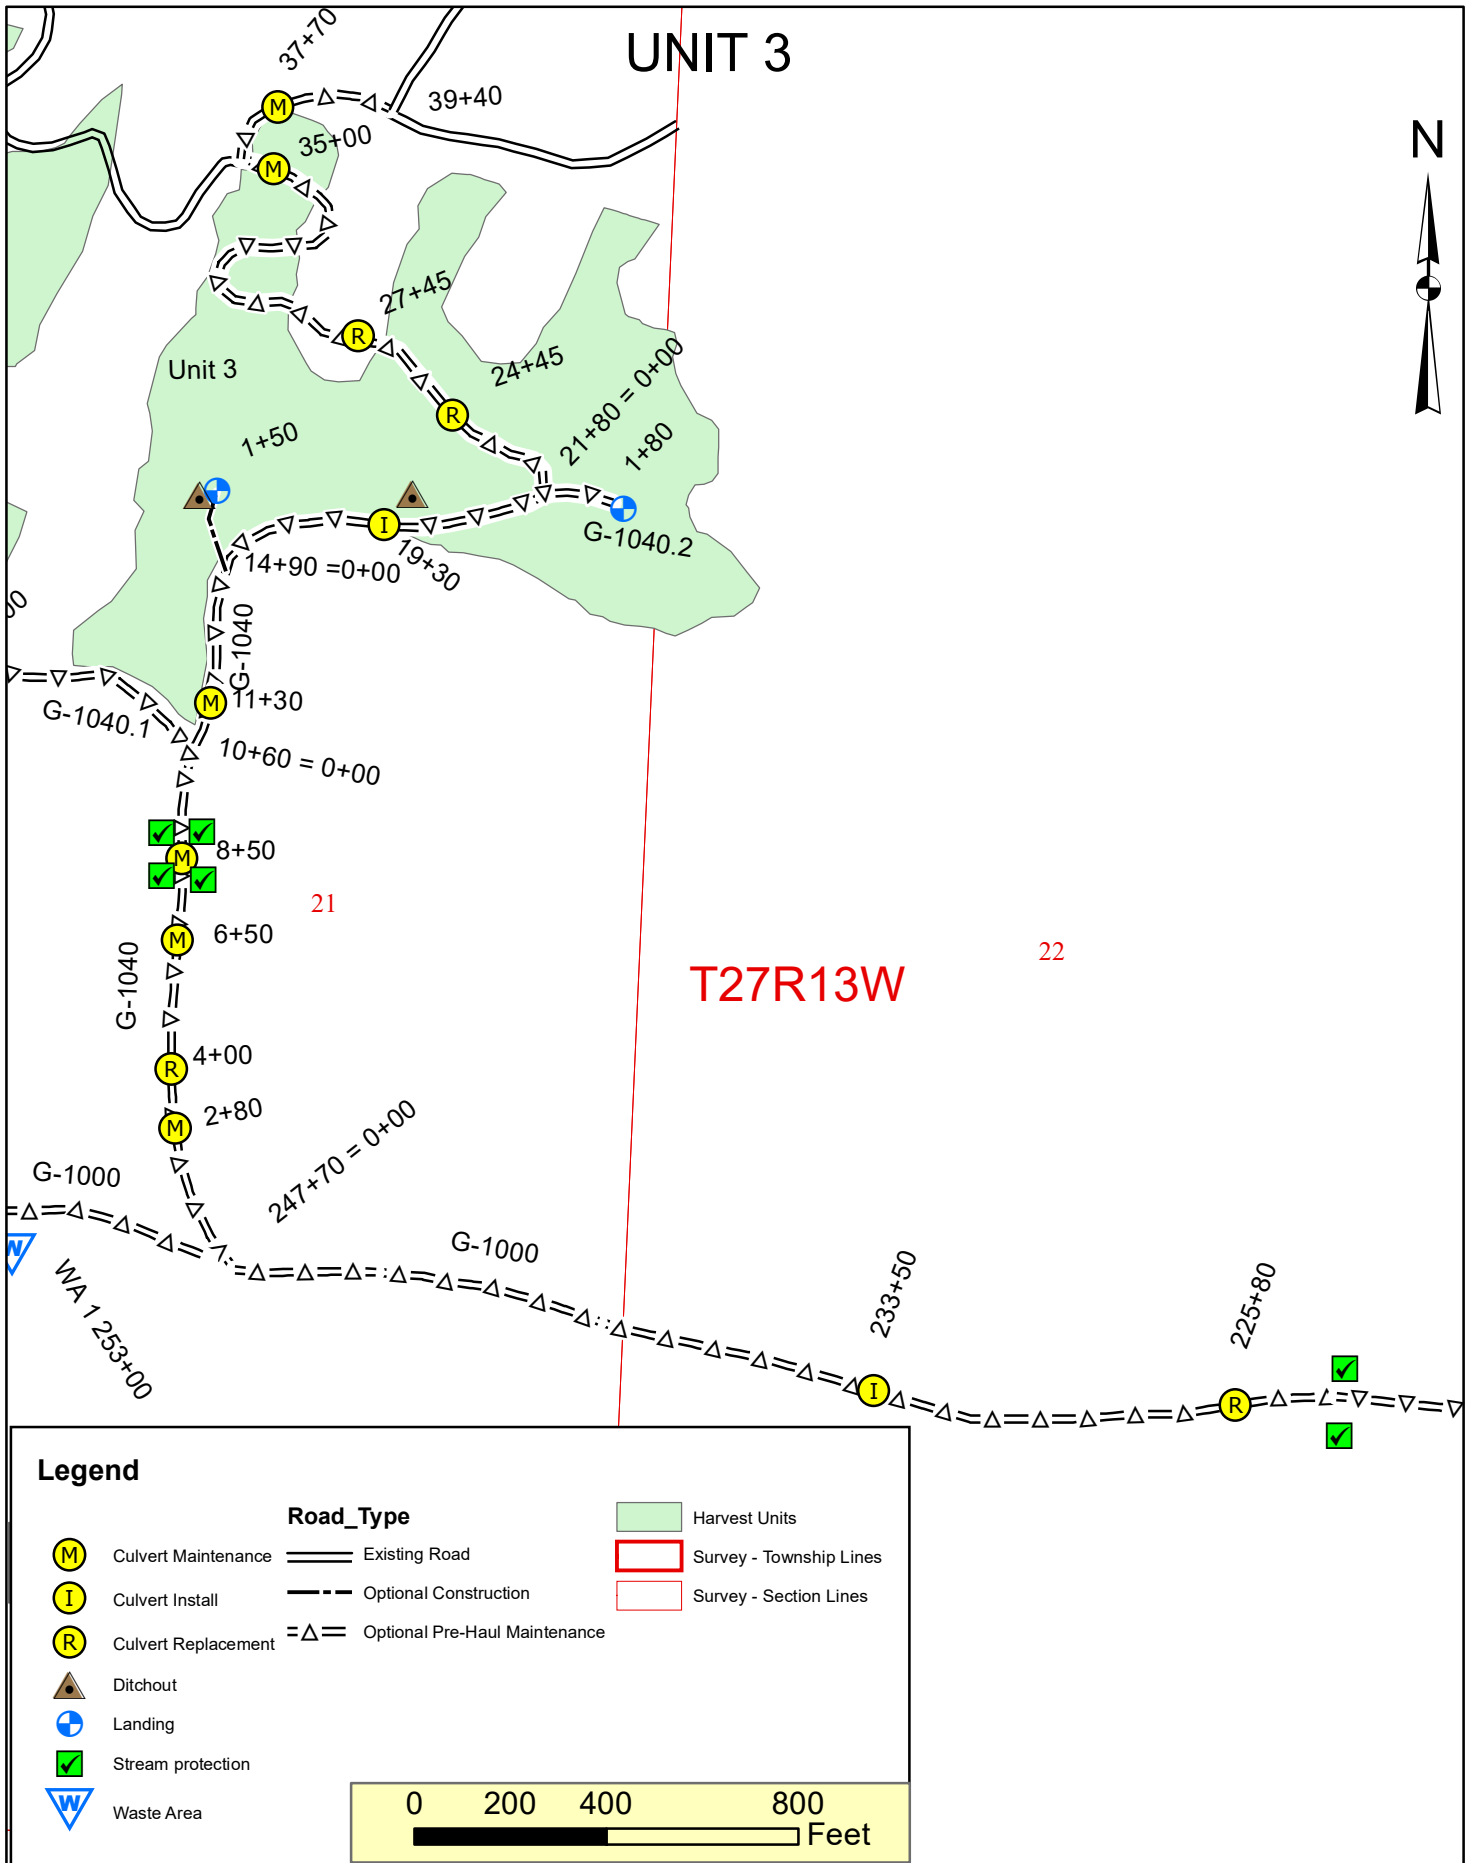 UNIT 3
37+70
39+40
N
35+00
27+45
24+45
21+80 = 0+00
Unit 3
1+50
1+80
G-1040.2
19+30
14+90 =0+00
G-1040
11+30
G-1040.1
10+60 = 0+00
8+50
21
6+50
22
T27R13W
G-1040
4+00
2+80
247+70 = 0+00
G-1000
G-1000
W
WA 1 253+00
233+50
225+80
M
M
R
R
I
M
M
M
R
M
I
R
Legend
Road_Type
M Culvert Maintenance
I Culvert Install
R Culvert Replacement
Ditchout
Landing
Stream protection
W Waste Area
Existing Road
Optional Construction
Optional Pre-Haul Maintenance
Harvest Units
Survey - Township Lines
Survey - Section Lines
0 200 400 800
Feet